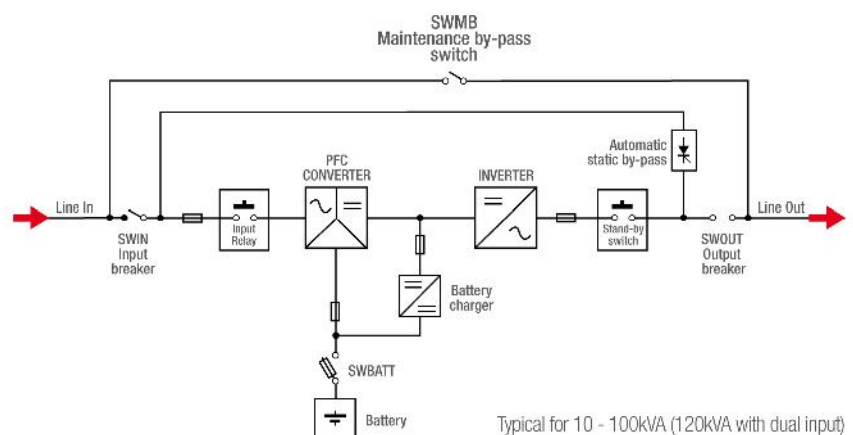 SWMB
Maintenance by-pass
switch
Automatic
static by-pass
PFC
CONVERTER
INVERTER
Line In
Line Out
SWIN
Input
breaker
Input
Relay
Stand-by
switch
SWOUT
Output
breaker
Battery
charger
SWBATT
Battery
Typical for 10 - 100kVA (120kVA with dual input)